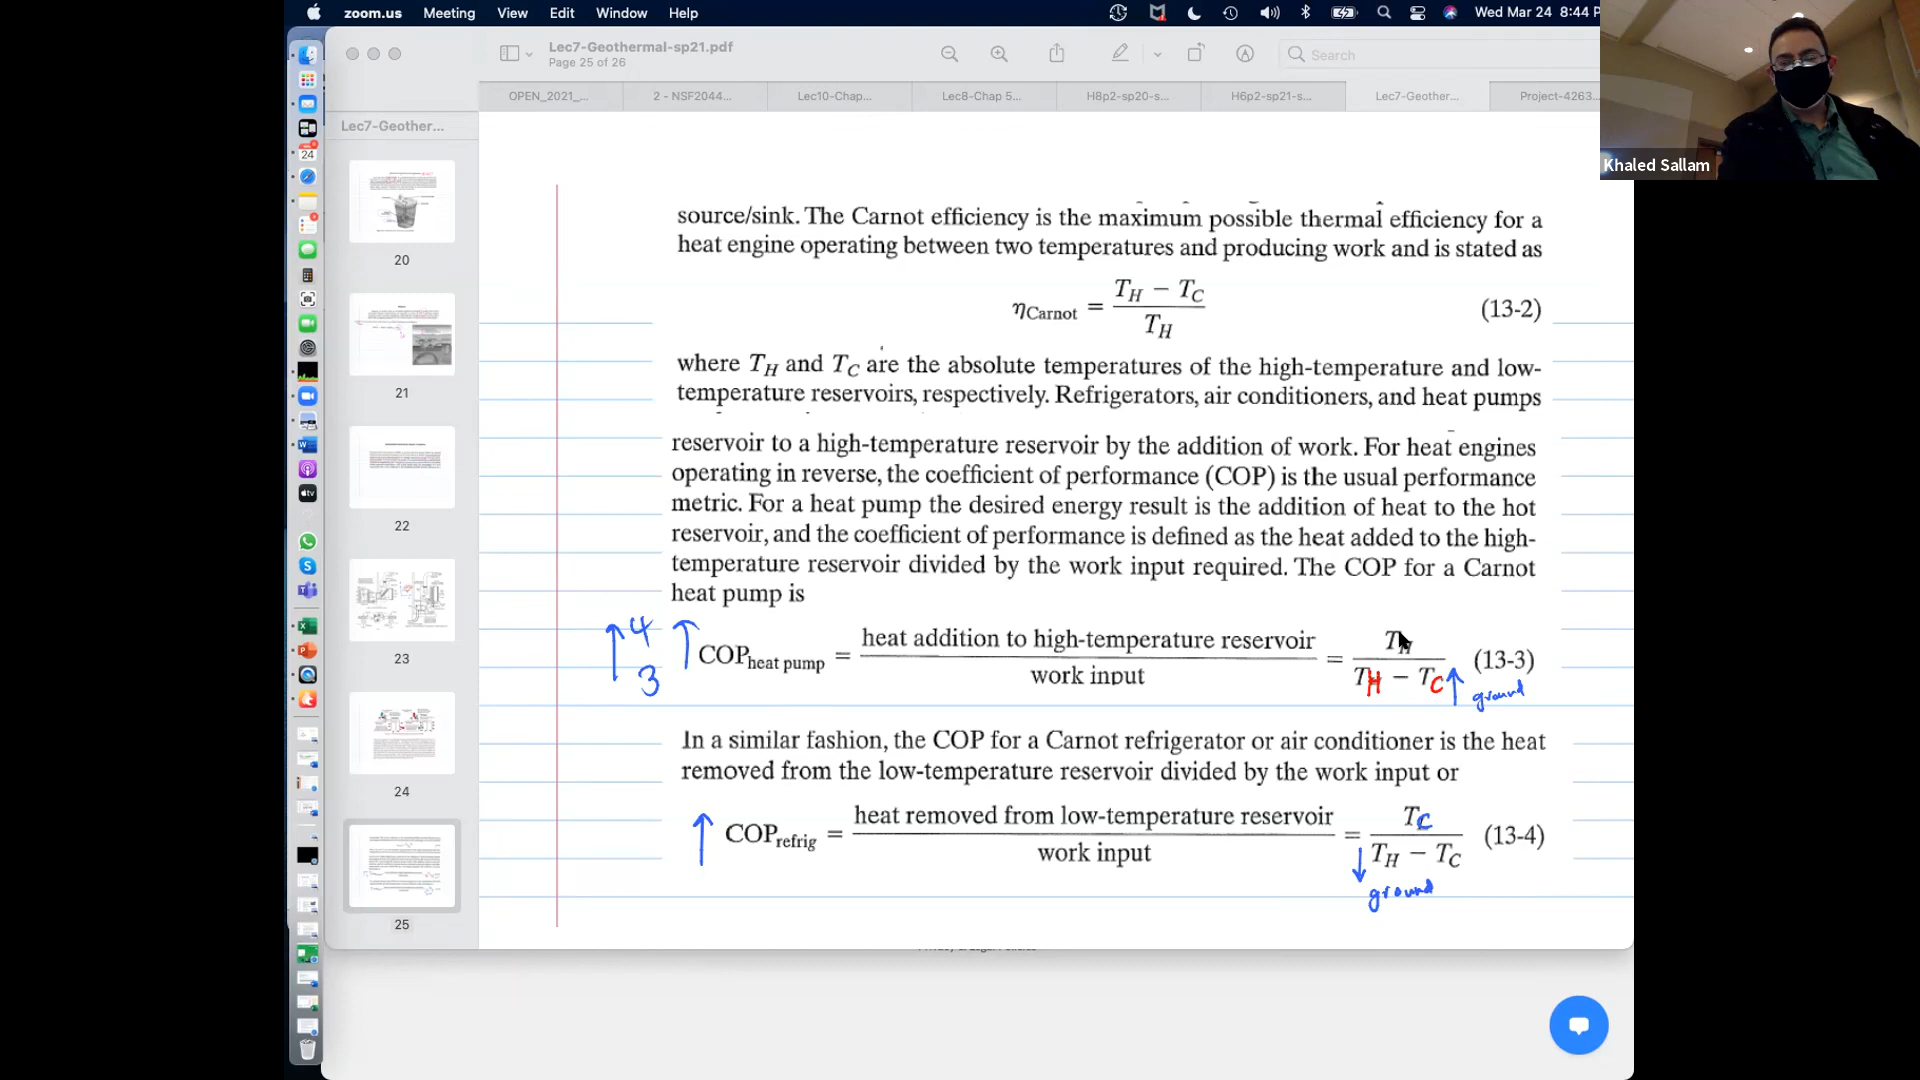 zoom.us Meeting View Edit Window Help
Wed Mar 24 8:44 P
Lec7-Geothermal-sp21.pdf
Page 25 of 26
Search
OPEN_2021_...
2 - NSF2044...
Lec10-Chap...
Lec8-Chap 5...
H8p2-sp20-s...
H6p2-sp21-s...
Lec7-Geother...
Project-4263...
Khaled Sallam
Lec7-Geother...
24
20
21
22
23
24
25
source/sink. The Carnot efficiency is the maximum possible thermal efficiency for a
heat engine operating between two temperatures and producing work and is stated as
ηCarnot = (TH − TC) / TH (13-2)
where TH and TC are the absolute temperatures of the high-temperature and low-
temperature reservoirs, respectively. Refrigerators, air conditioners, and heat pumps
reservoir to a high-temperature reservoir by the addition of work. For heat engines
operating in reverse, the coefficient of performance (COP) is the usual performance
metric. For a heat pump the desired energy result is the addition of heat to the hot
reservoir, and the coefficient of performance is defined as the heat added to the high-
temperature reservoir divided by the work input required. The COP for a Carnot
heat pump is
↑ 4 3 ↑ COPheat pump = heat addition to high-temperature reservoir / work input = TH / (TH − TC) ↑ ground (13-3)
In a similar fashion, the COP for a Carnot refrigerator or air conditioner is the heat
removed from the low-temperature reservoir divided by the work input or
↑ COPrefrig = heat removed from low-temperature reservoir / work input = TC / (TH − TC) (13-4)
↓ ground